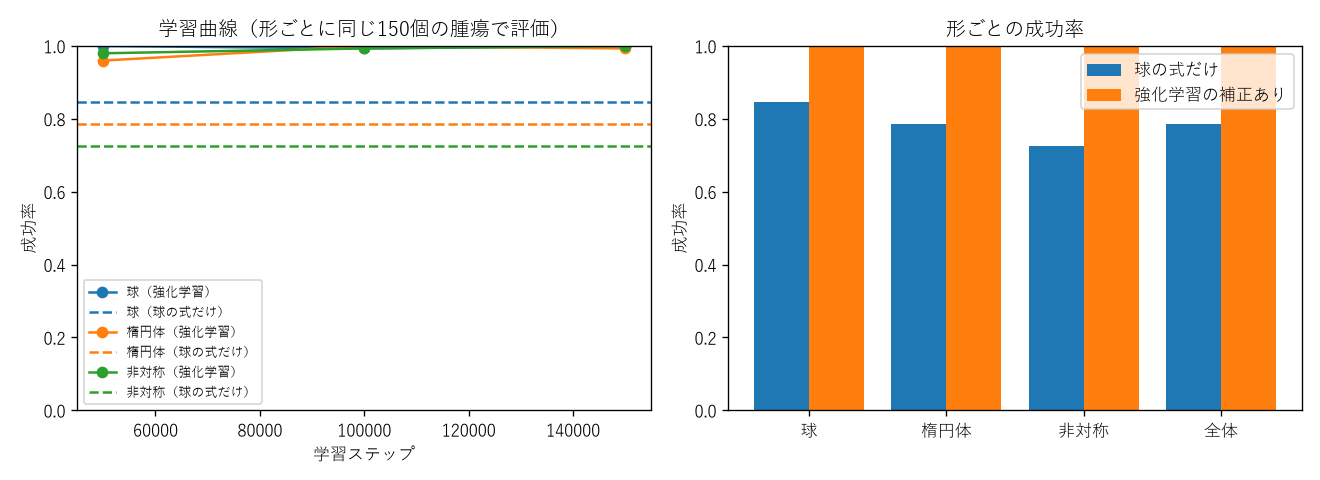 学習曲線（形ごとに同じ150個の腫瘍で評価）
1.0
0.8
0.6
0.4
0.2
0.0
成功率
球（強化学習）
球（球の式だけ）
楕円体（強化学習）
楕円体（球の式だけ）
非対称（強化学習）
非対称（球の式だけ）
60000
80000
100000
120000
140000
学習ステップ
形ごとの成功率
1.0
0.8
0.6
0.4
0.2
0.0
成功率
球の式だけ
強化学習の補正あり
球
楕円体
非対称
全体